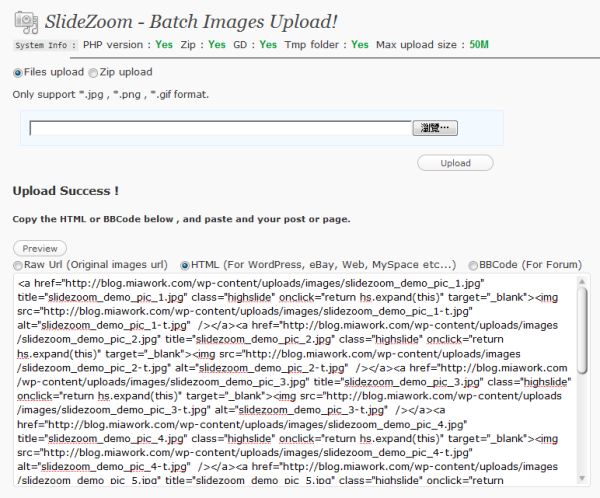 SlideZoom - Batch Images Upload!
System Info : PHP version : Yes Zip : Yes GD : Yes Tmp folder : Yes Max upload size : 50M
Files upload Zip upload
Only support *.jpg , *.png , *.gif format.
瀏覽…
Upload
Upload Success !
Copy the HTML or BBCode below , and paste and your post or page.
Preview
Raw Url (Original images url) HTML (For WordPress, eBay, Web, MySpace etc...) BBCode (For Forum)
<a href="http://blog.miawork.com/wp-content/uploads/images/slidezoom_demo_pic_1.jpg"
title="slidezoom_demo_pic_1.jpg" class="highslide" onclick="return hs.expand(this)" target="_blank"><img
src="http://blog.miawork.com/wp-content/uploads/images/slidezoom_demo_pic_1-t.jpg"
alt="slidezoom_demo_pic_1-t.jpg" /></a><a href="http://blog.miawork.com/wp-content/uploads/images
/slidezoom_demo_pic_2.jpg" title="slidezoom_demo_pic_2.jpg" class="highslide" onclick="return
hs.expand(this)" target="_blank"><img src="http://blog.miawork.com/wp-content/uploads/images
/slidezoom_demo_pic_2-t.jpg" alt="slidezoom_demo_pic_2-t.jpg" /></a><a href="http://blog.miawork.com
/wp-content/uploads/images/slidezoom_demo_pic_3.jpg" title="slidezoom_demo_pic_3.jpg" class="highslide"
onclick="return hs.expand(this)" target="_blank"><img src="http://blog.miawork.com/wp-content/uploads
/images/slidezoom_demo_pic_3-t.jpg" alt="slidezoom_demo_pic_3-t.jpg" /></a><a
href="http://blog.miawork.com/wp-content/uploads/images/slidezoom_demo_pic_4.jpg"
title="slidezoom_demo_pic_4.jpg" class="highslide" onclick="return hs.expand(this)" target="_blank"><img
src="http://blog.miawork.com/wp-content/uploads/images/slidezoom_demo_pic_4-t.jpg"
alt="slidezoom_demo_pic_4-t.jpg" /></a><a href="http://blog.miawork.com/wp-content/uploads/images
/slidezoom_demo_pic_5.jpg" title="slidezoom_demo_pic_5.jpg" class="highslide" onclick="return